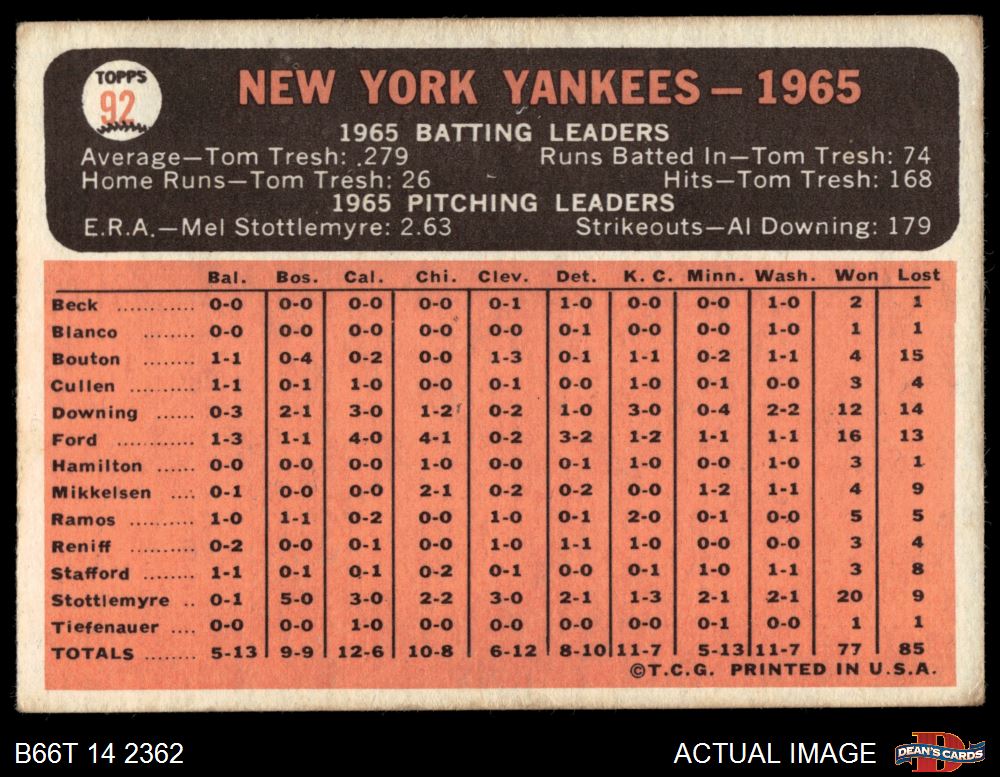 TOPPS
92
NEW YORK YANKEES — 1965
1965 BATTING LEADERS
Average—Tom Tresh: .279 Runs Batted In—Tom Tresh: 74
Home Runs—Tom Tresh: 26 Hits—Tom Tresh: 168
1965 PITCHING LEADERS
E.R.A.—Mel Stottlemyre: 2.63 Strikeouts—Al Downing: 179
Bal. Bos. Cal. Chi. Clev. Det. K. C. Minn. Wash. Won Lost
Beck .......... 0-0 0-0 0-0 0-0 0-1 1-0 0-0 0-0 1-0 2 1
Blanco ....... 0-0 0-0 0-0 0-0 0-0 0-1 0-0 0-0 1-0 1 1
Bouton ....... 1-1 0-4 0-2 0-0 1-3 0-1 1-1 0-2 1-1 4 15
Cullen ....... 1-1 0-1 1-0 0-0 0-1 0-0 1-0 0-1 0-0 3 4
Downing ...... 0-3 2-1 3-0 1-2 0-2 1-0 3-0 0-4 2-2 12 14
Ford .......... 1-3 1-1 4-0 4-1 0-2 3-2 1-2 1-1 1-1 16 13
Hamilton ...... 0-0 0-0 0-0 1-0 0-0 0-1 1-0 0-0 1-0 3 1
Mikkelsen .... 0-1 0-0 0-0 2-1 0-2 0-2 0-0 1-2 1-1 4 9
Ramos .......... 1-0 1-1 0-2 0-0 1-0 0-1 2-0 0-1 0-0 5 5
Reniff .......... 0-2 0-0 0-1 0-0 1-0 1-1 1-0 0-0 0-0 3 4
Stafford ........ 1-1 0-1 0-1 0-2 0-1 0-0 0-1 1-0 1-1 3 8
Stottlemyre .. 0-1 5-0 3-0 2-2 3-0 2-1 1-3 2-1 2-1 20 9
Tiefenauer .... 0-0 0-0 1-0 0-0 0-0 0-0 0-0 0-1 0-0 1 1
TOTALS ........ 5-13 9-9 12-6 10-8 6-12 8-10 11-7 5-13 11-7 77 85
©T.C.G. PRINTED IN U.S.A.
B66T 14 2362 ACTUAL IMAGE
D
DEAN'S CARDS